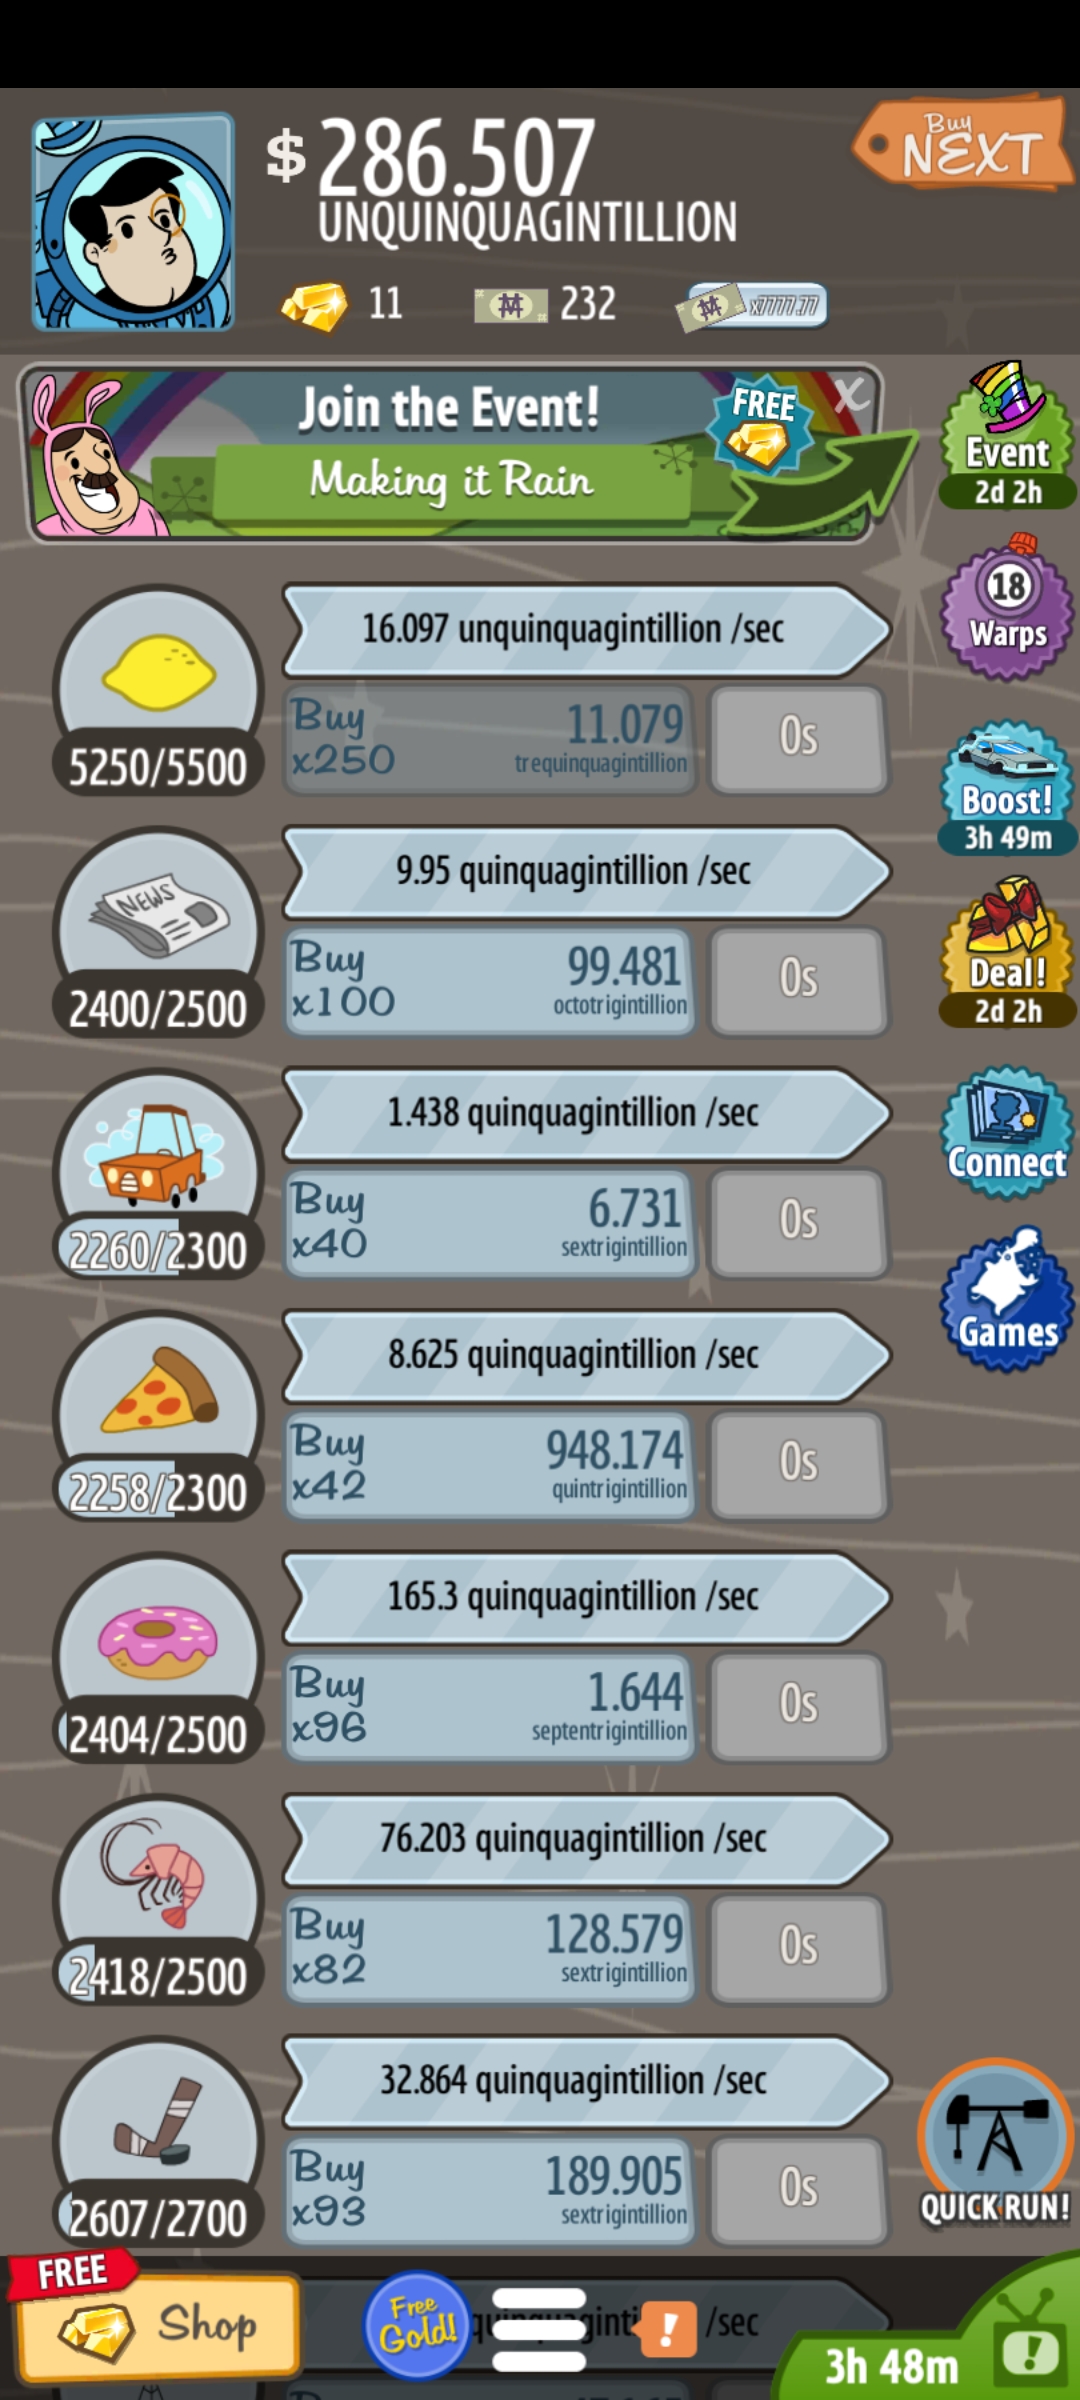 $286.507
UNQUINQUAGINTILLION
Buy
NEXT
11
232
x7777.77
Join the Event!
Making it Rain
FREE
X
Event
2d 2h
16.097 unquinquagintillion /sec
5250/5500
Buy
x250
11.079
trequinquagintillion
0s
18
Warps
9.95 quinquagintillion /sec
NEWS
2400/2500
Buy
x100
99.481
octotrigintillion
0s
Boost!
3h 49m
Deal!
2d 2h
1.438 quinquagintillion /sec
2260/2300
Buy
x40
6.731
sextrigintillion
0s
Connect
8.625 quinquagintillion /sec
2258/2300
Buy
x42
948.174
quintrigintillion
0s
Games
165.3 quinquagintillion /sec
2404/2500
Buy
x96
1.644
septentrigintillion
0s
76.203 quinquagintillion /sec
2418/2500
Buy
x82
128.579
sextrigintillion
0s
32.864 quinquagintillion /sec
2607/2700
Buy
x93
189.905
sextrigintillion
0s
QUICK RUN!
FREE
Shop
Free
Gold!
!
/sec
3h 48m
!
Buy